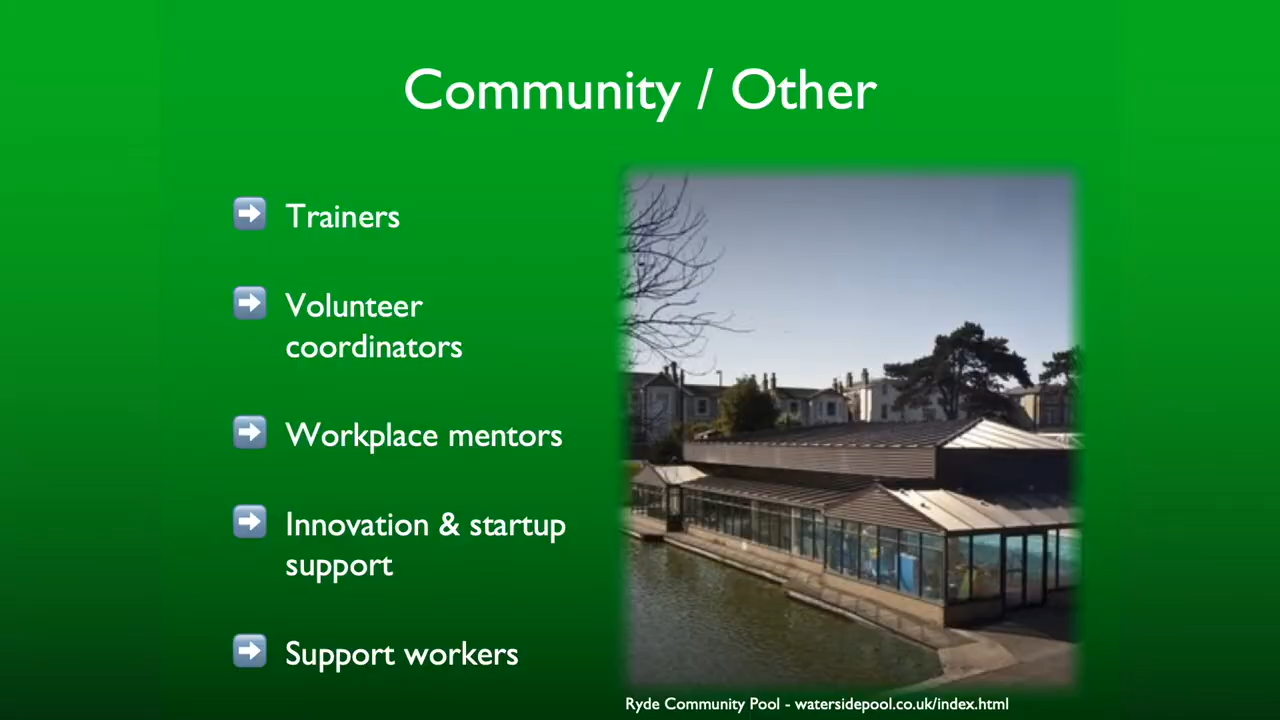 Community / Other
Trainers
Volunteer
coordinators
Workplace mentors
Innovation & startup
support
Support workers
Ryde Community Pool - watersidepool.co.uk/index.html